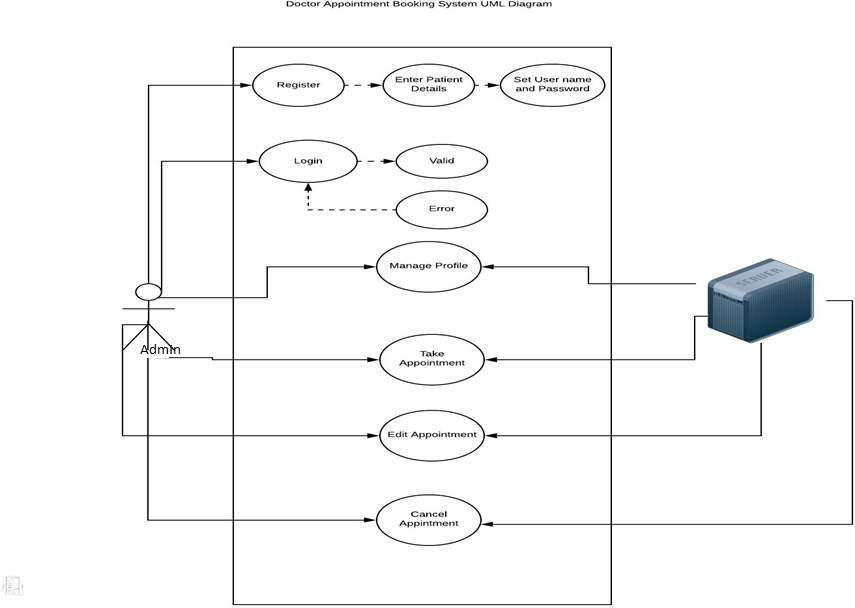 Doctor Appointment Booking System UML Diagram
Register
Enter Patient
Details
Set User name
and Password
Login
Valid
Error
Manage Profile
SERVER
Admin
Take
Appointment
Edit Appointment
Cancel
Appintment